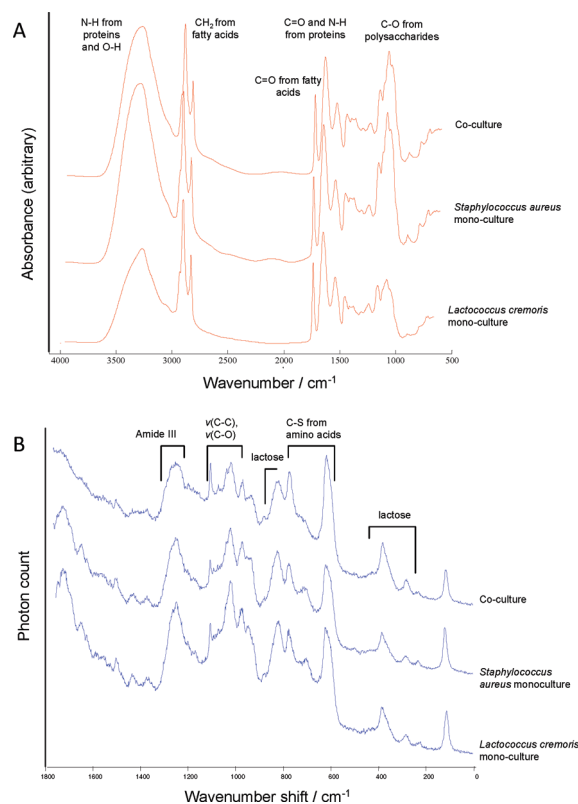 A
N-H from
proteins
and O-H
CH₂ from
fatty acids
C=O and N-H
from proteins
C-O from
polysaccharides
C=O from fatty
acids
Co-culture
Staphylococcus aureus
mono-culture
Lactococcus cremoris
mono-culture
Absorbance (arbitrary)
4000 3500 3000 2500 2000 1500 1000 500
Wavenumber / cm⁻¹
B
Amide III
ν(C-C),
ν(C-O)
lactose
C-S from
amino acids
lactose
Co-culture
Staphylococcus
aureus monoculture
Lactococcus cremoris
mono-culture
Photon count
1800 1600 1400 1200 1000 800 600 400 200 0
Wavenumber shift / cm⁻¹